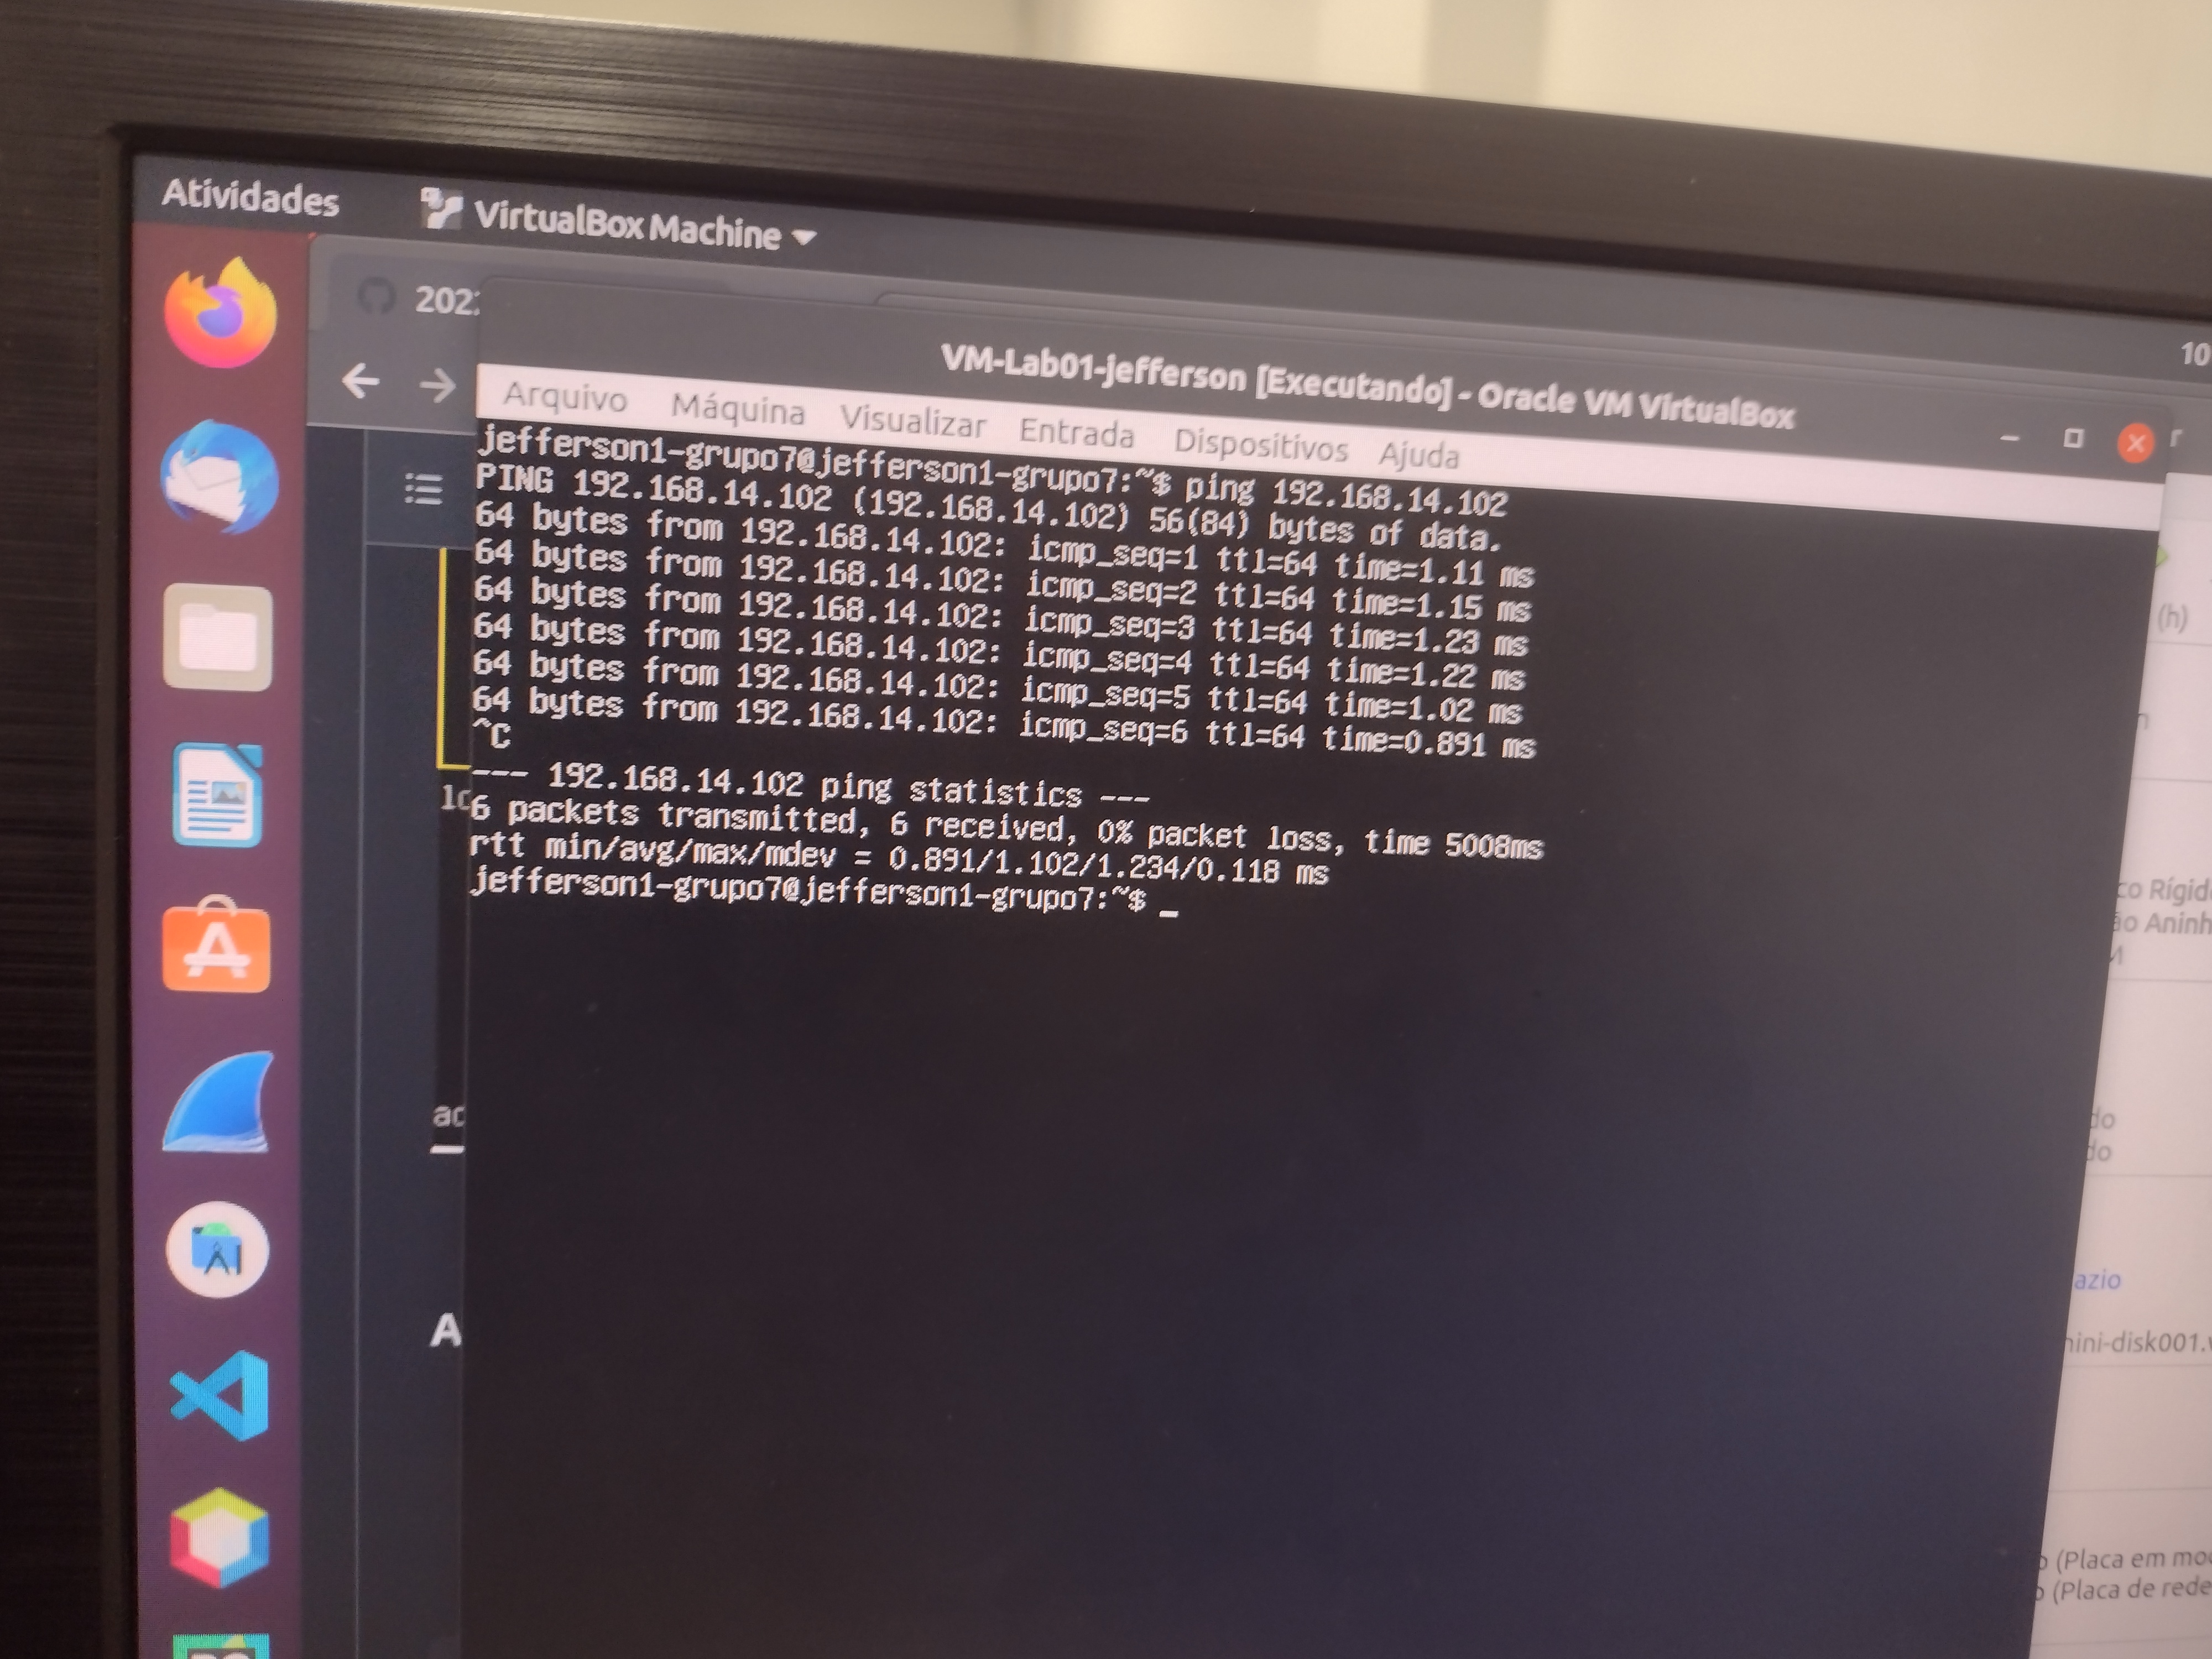 Atividades
VirtualBox Machine
10
202
VM-Lab01-jefferson [Executando] - Oracle VM VirtualBox
Arquivo Máquina Visualizar Entrada Dispositivos Ajuda
jefferson1-grupo7@jefferson1-grupo7:~$ ping 192.168.14.102
PING 192.168.14.102 (192.168.14.102) 56(84) bytes of data.
64 bytes from 192.168.14.102: icmp_seq=1 ttl=64 time=1.11 ms
64 bytes from 192.168.14.102: icmp_seq=2 ttl=64 time=1.15 ms
64 bytes from 192.168.14.102: icmp_seq=3 ttl=64 time=1.23 ms
64 bytes from 192.168.14.102: icmp_seq=4 ttl=64 time=1.22 ms
64 bytes from 192.168.14.102: icmp_seq=5 ttl=64 time=1.02 ms
64 bytes from 192.168.14.102: icmp_seq=6 ttl=64 time=0.891 ms
^C
--- 192.168.14.102 ping statistics ---
6 packets transmitted, 6 received, 0% packet loss, time 5008ms
rtt min/avg/max/mdev = 0.891/1.102/1.234/0.118 ms
jefferson1-grupo7@jefferson1-grupo7:~$ _
(h)
co Rígid
ão Aninh
ac
do
do
azio
A
ini-disk001.
(Placa em mo
(Placa de rede